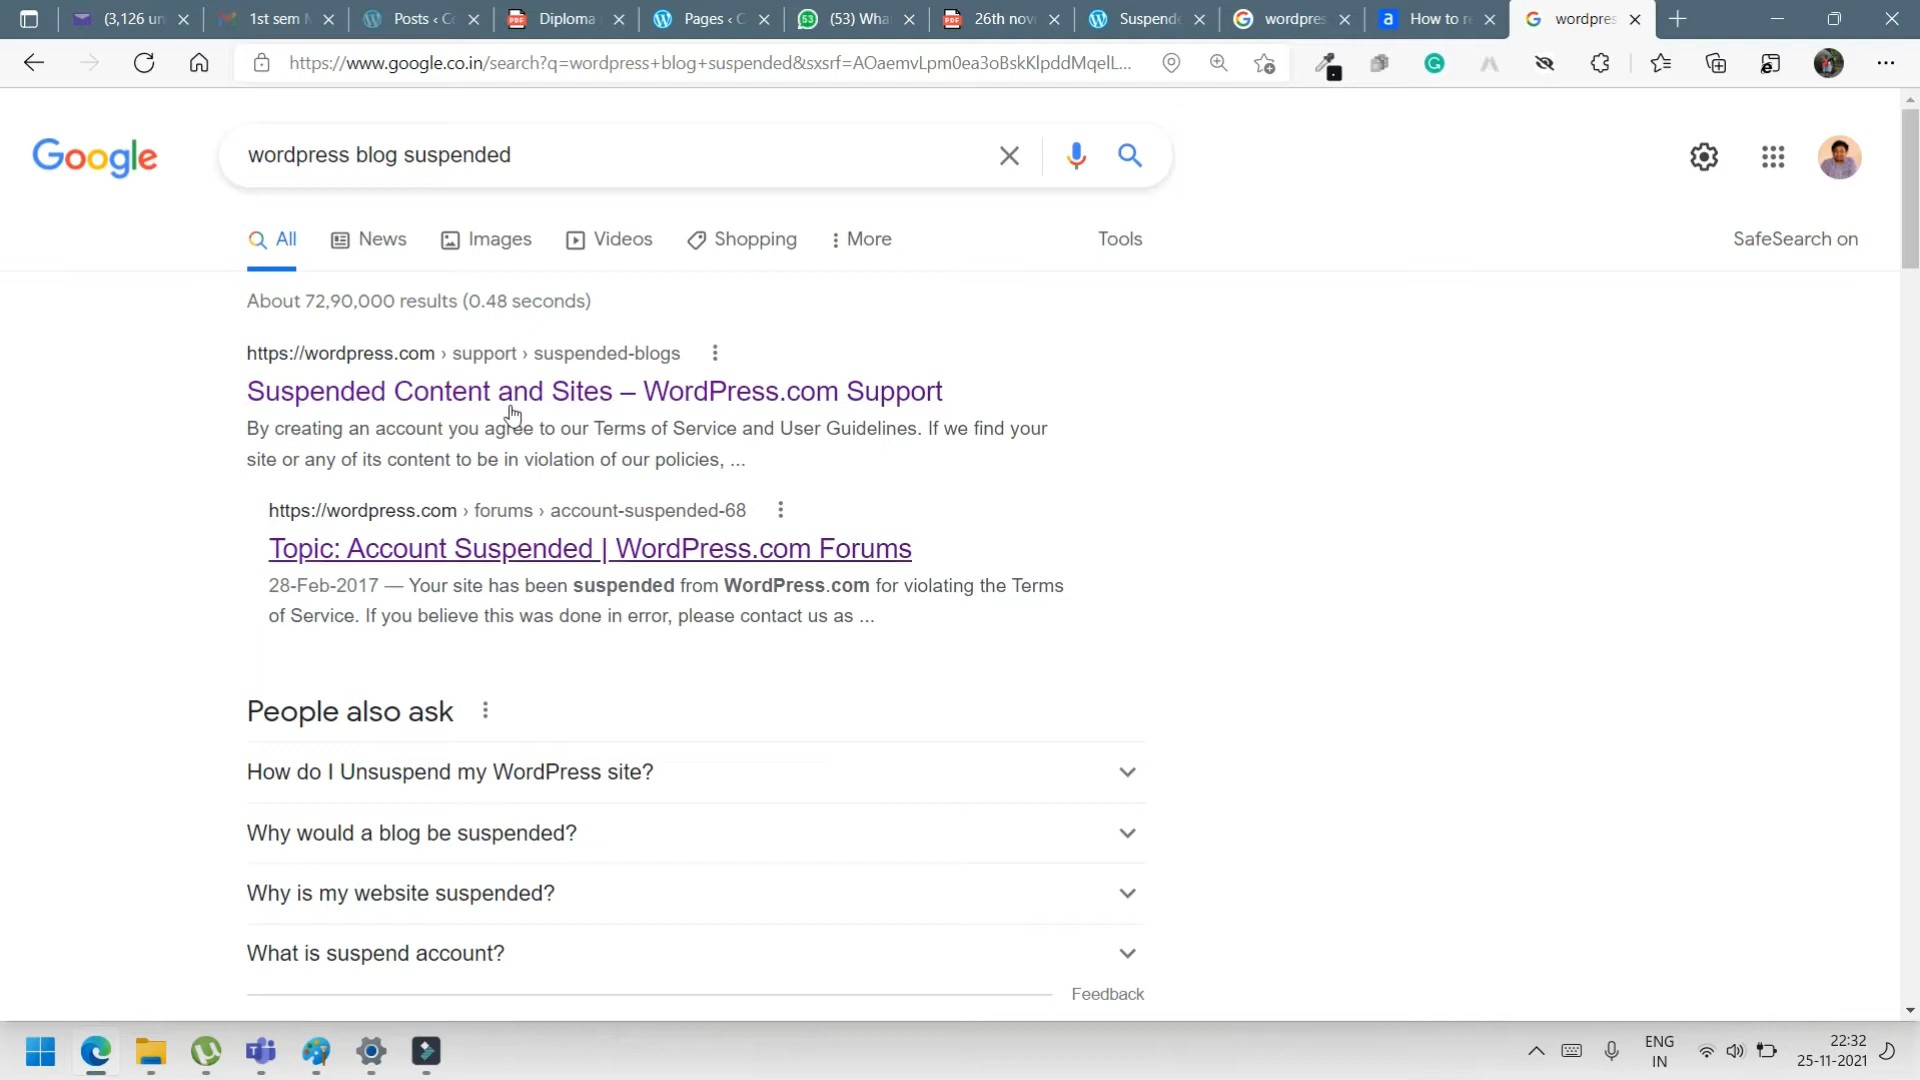 (3,126 un
1st sem
Posts ‹ C
Diploma
Pages ‹ C
(53) Wha
26th nov
Suspende
wordpres
How to re
wordpres
https://www.google.co.in/search?q=wordpress+blog+suspended&sxsrf=AOaemvLpm0ea3oBskKlpddMqelL...
Google
wordpress blog suspended
All
News
Images
Videos
Shopping
More
Tools
SafeSearch on
About 72,90,000 results (0.48 seconds)
https://wordpress.com › support › suspended-blogs
Suspended Content and Sites – WordPress.com Support
By creating an account you agree to our Terms of Service and User Guidelines. If we find your
site or any of its content to be in violation of our policies, ...
https://wordpress.com › forums › account-suspended-68
Topic: Account Suspended | WordPress.com Forums
28-Feb-2017 — Your site has been suspended from WordPress.com for violating the Terms
of Service. If you believe this was done in error, please contact us as ...
People also ask
How do I Unsuspend my WordPress site?
Why would a blog be suspended?
Why is my website suspended?
What is suspend account?
Feedback
ENG
IN
22:32
25-11-2021